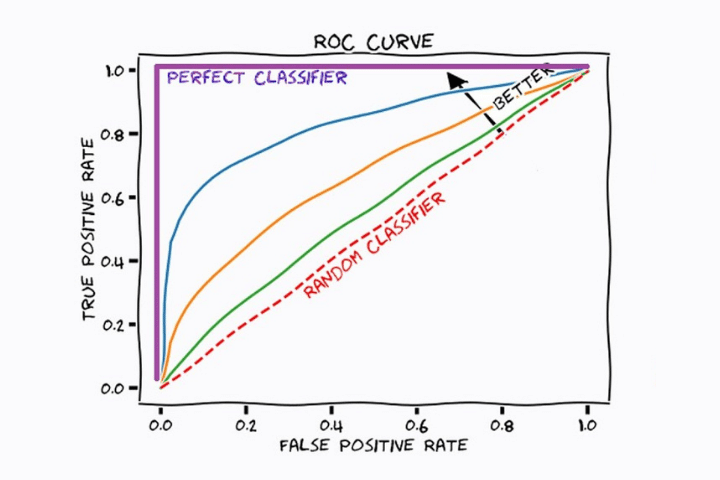 ROC CURVE
PERFECT CLASSIFIER
BETTER
RANDOM CLASSIFIER
TRUE POSITIVE RATE
1.0
0.8
0.6
0.4
0.2
0.0
0.0 0.2 0.4 0.6 0.8 1.0
FALSE POSITIVE RATE